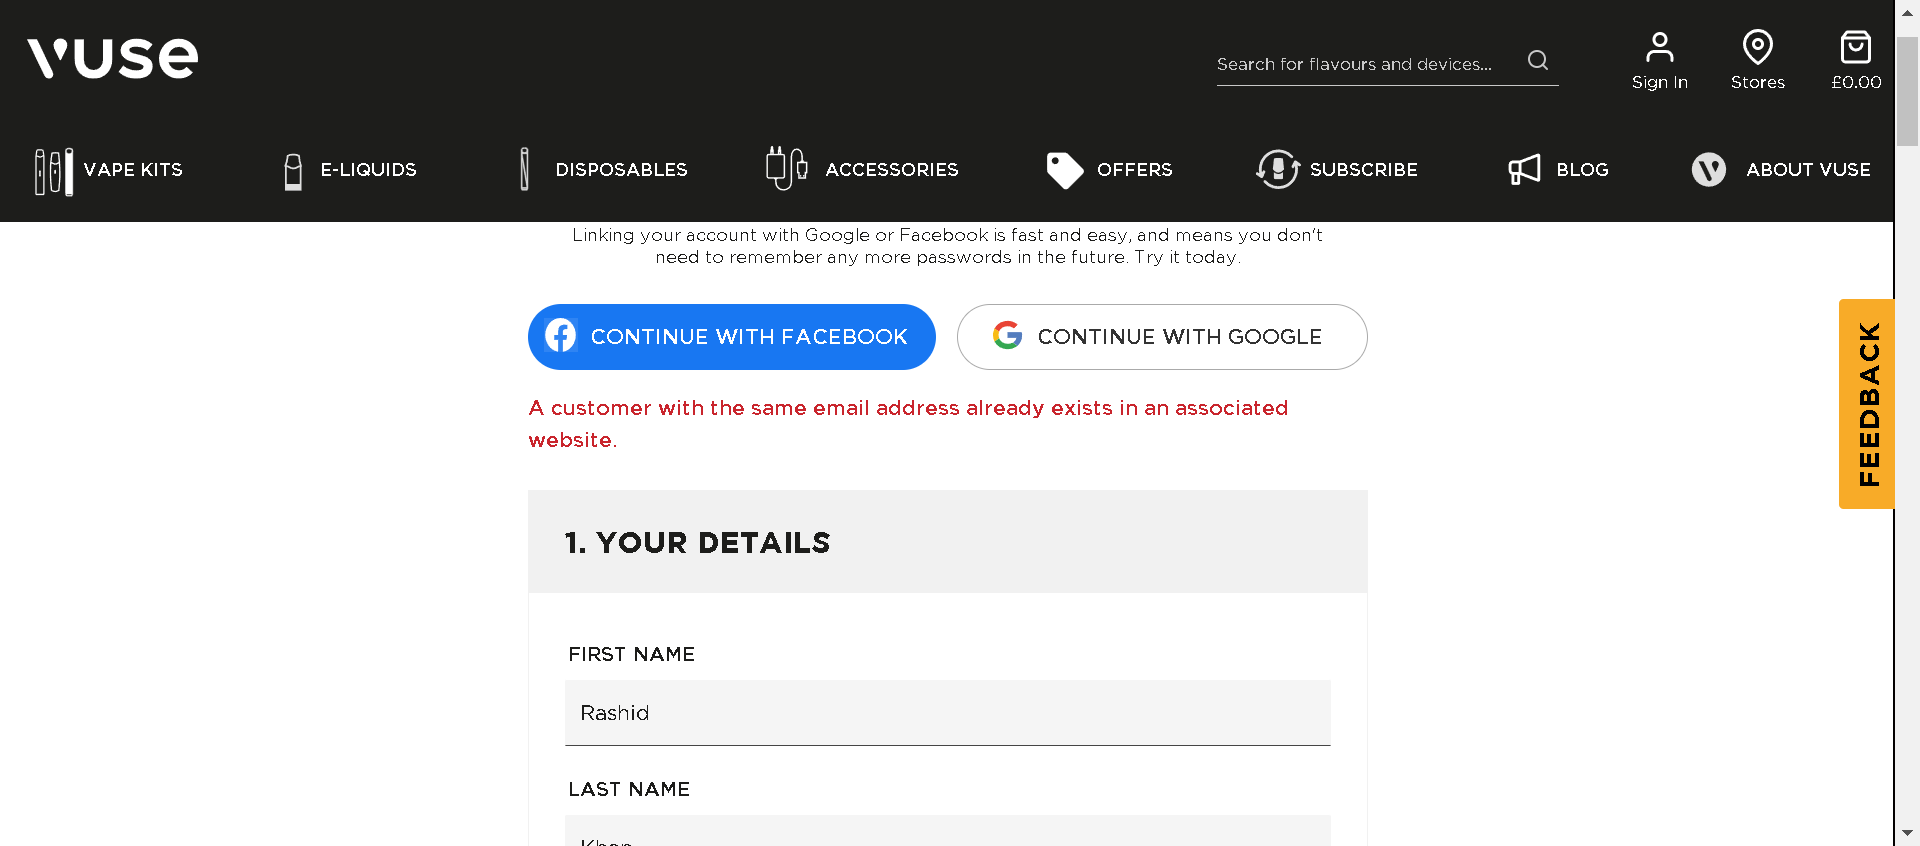 vuse
Search for flavours and devices...
Sign In
Stores
£0.00
VAPE KITS
E-LIQUIDS
DISPOSABLES
ACCESSORIES
OFFERS
SUBSCRIBE
BLOG
ABOUT VUSE
Linking your account with Google or Facebook is fast and easy, and means you don't
need to remember any more passwords in the future. Try it today.
CONTINUE WITH FACEBOOK
CONTINUE WITH GOOGLE
A customer with the same email address already exists in an associated
website.
FEEDBACK
1. YOUR DETAILS
FIRST NAME
Rashid
LAST NAME